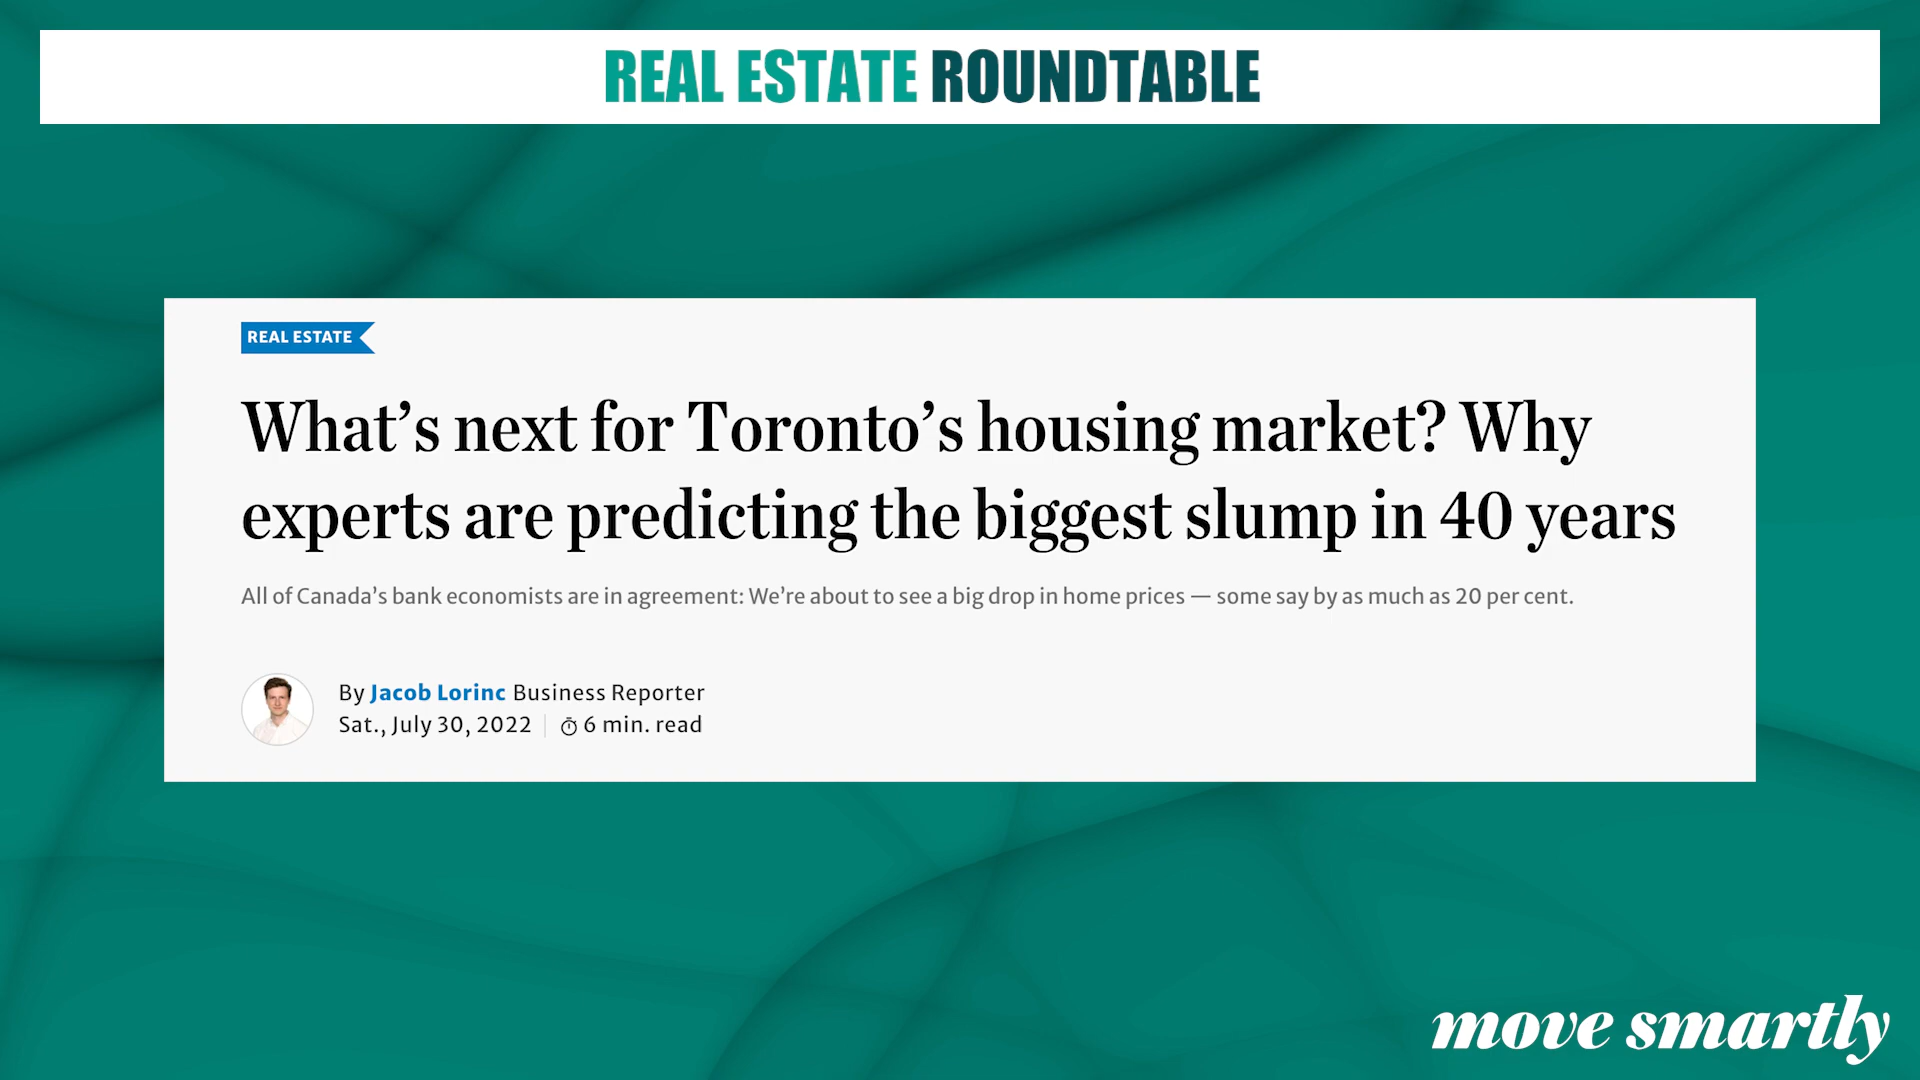 REAL ESTATE ROUNDTABLE
REAL ESTATE
What’s next for Toronto’s housing market? Why
experts are predicting the biggest slump in 40 years
All of Canada’s bank economists are in agreement: We’re about to see a big drop in home prices — some say by as much as 20 per cent.
By Jacob Lorinc Business Reporter
Sat., July 30, 2022 6 min. read
move smartly